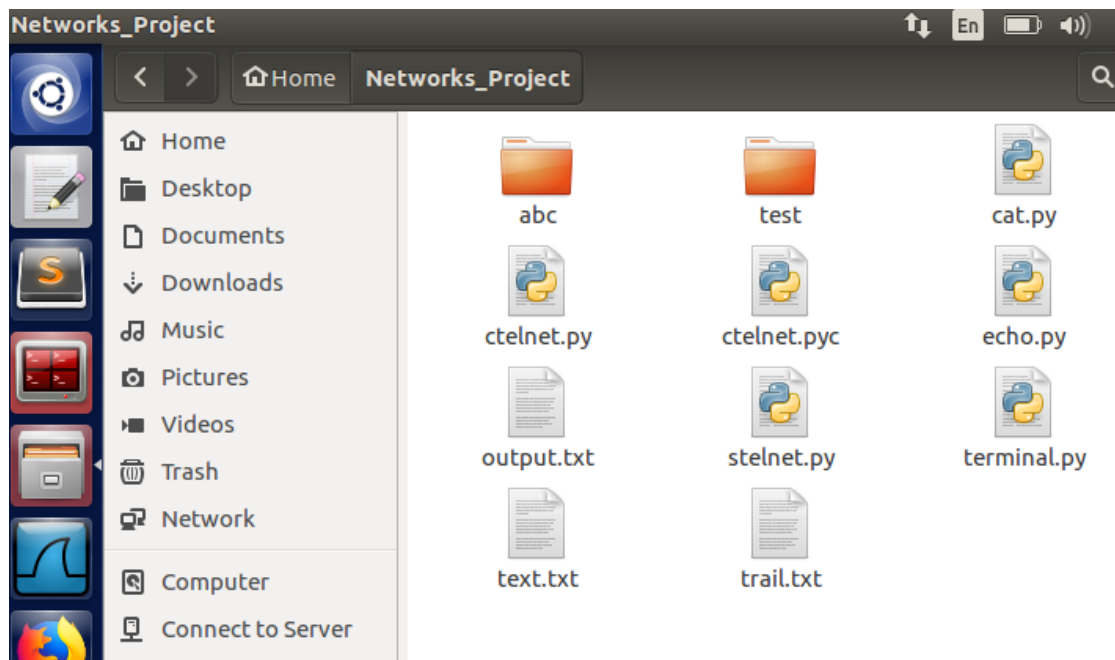 Networks_Project
En
Home
Networks_Project
Home
Desktop
Documents
Downloads
Music
Pictures
Videos
Trash
Network
Computer
Connect to Server
abc
test
cat.py
ctelnet.py
ctelnet.pyc
echo.py
output.txt
stelnet.py
terminal.py
text.txt
trail.txt